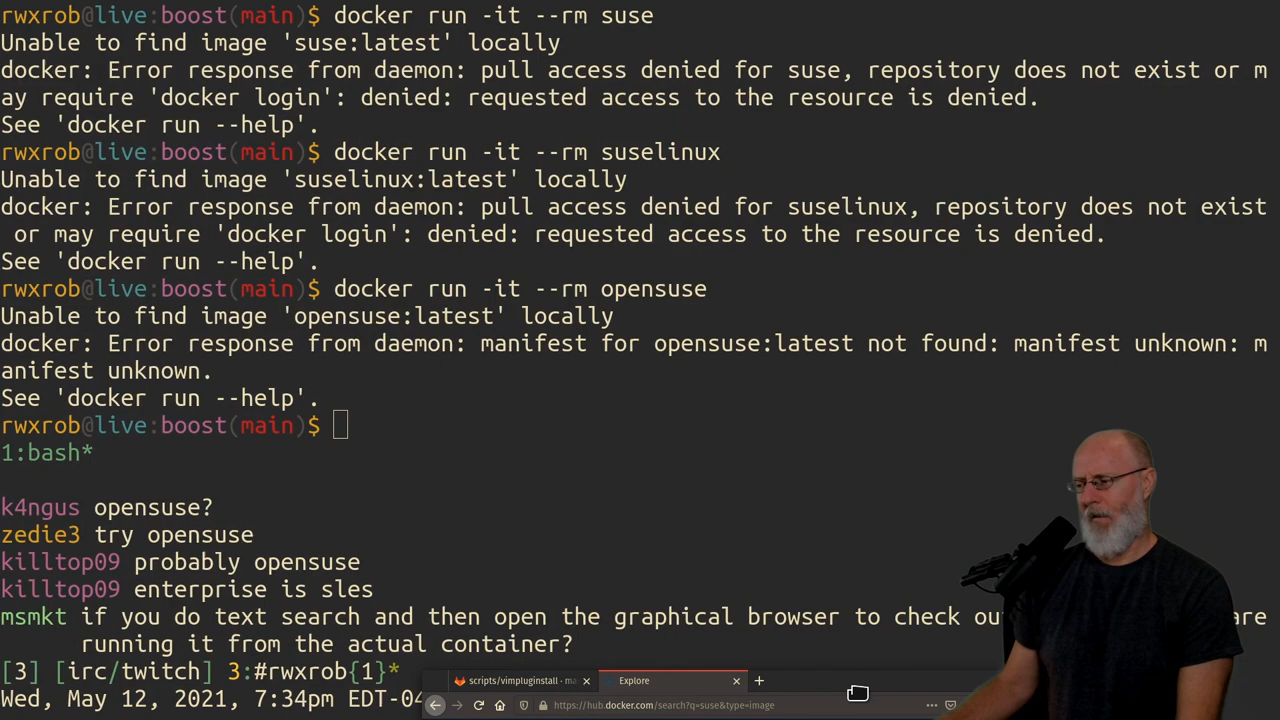 rwxrob@live:boost(main)$ docker run -it --rm suse
Unable to find image 'suse:latest' locally
docker: Error response from daemon: pull access denied for suse, repository does not exist or m
ay require 'docker login': denied: requested access to the resource is denied.
See 'docker run --help'.
rwxrob@live:boost(main)$ docker run -it --rm suselinux
Unable to find image 'suselinux:latest' locally
docker: Error response from daemon: pull access denied for suselinux, repository does not exist
or may require 'docker login': denied: requested access to the resource is denied.
See 'docker run --help'.
rwxrob@live:boost(main)$ docker run -it --rm opensuse
Unable to find image 'opensuse:latest' locally
docker: Error response from daemon: manifest for opensuse:latest not found: manifest unknown: m
anifest unknown.
See 'docker run --help'.
rwxrob@live:boost(main)$
1:bash*
k4ngus opensuse?
zedie3 try opensuse
killtop09 probably opensuse
killtop09 enterprise is sles
msmkt if you do text search and then open the graphical browser to check
running it from the actual container?
[3] [irc/twitch] 3:#rwxrob{1}*
scripts/vimpluginstall · Explore
Wed, May 12, 2021, 7:34pm EDT-04
https://hub.docker.com/search?q=suse&type=image